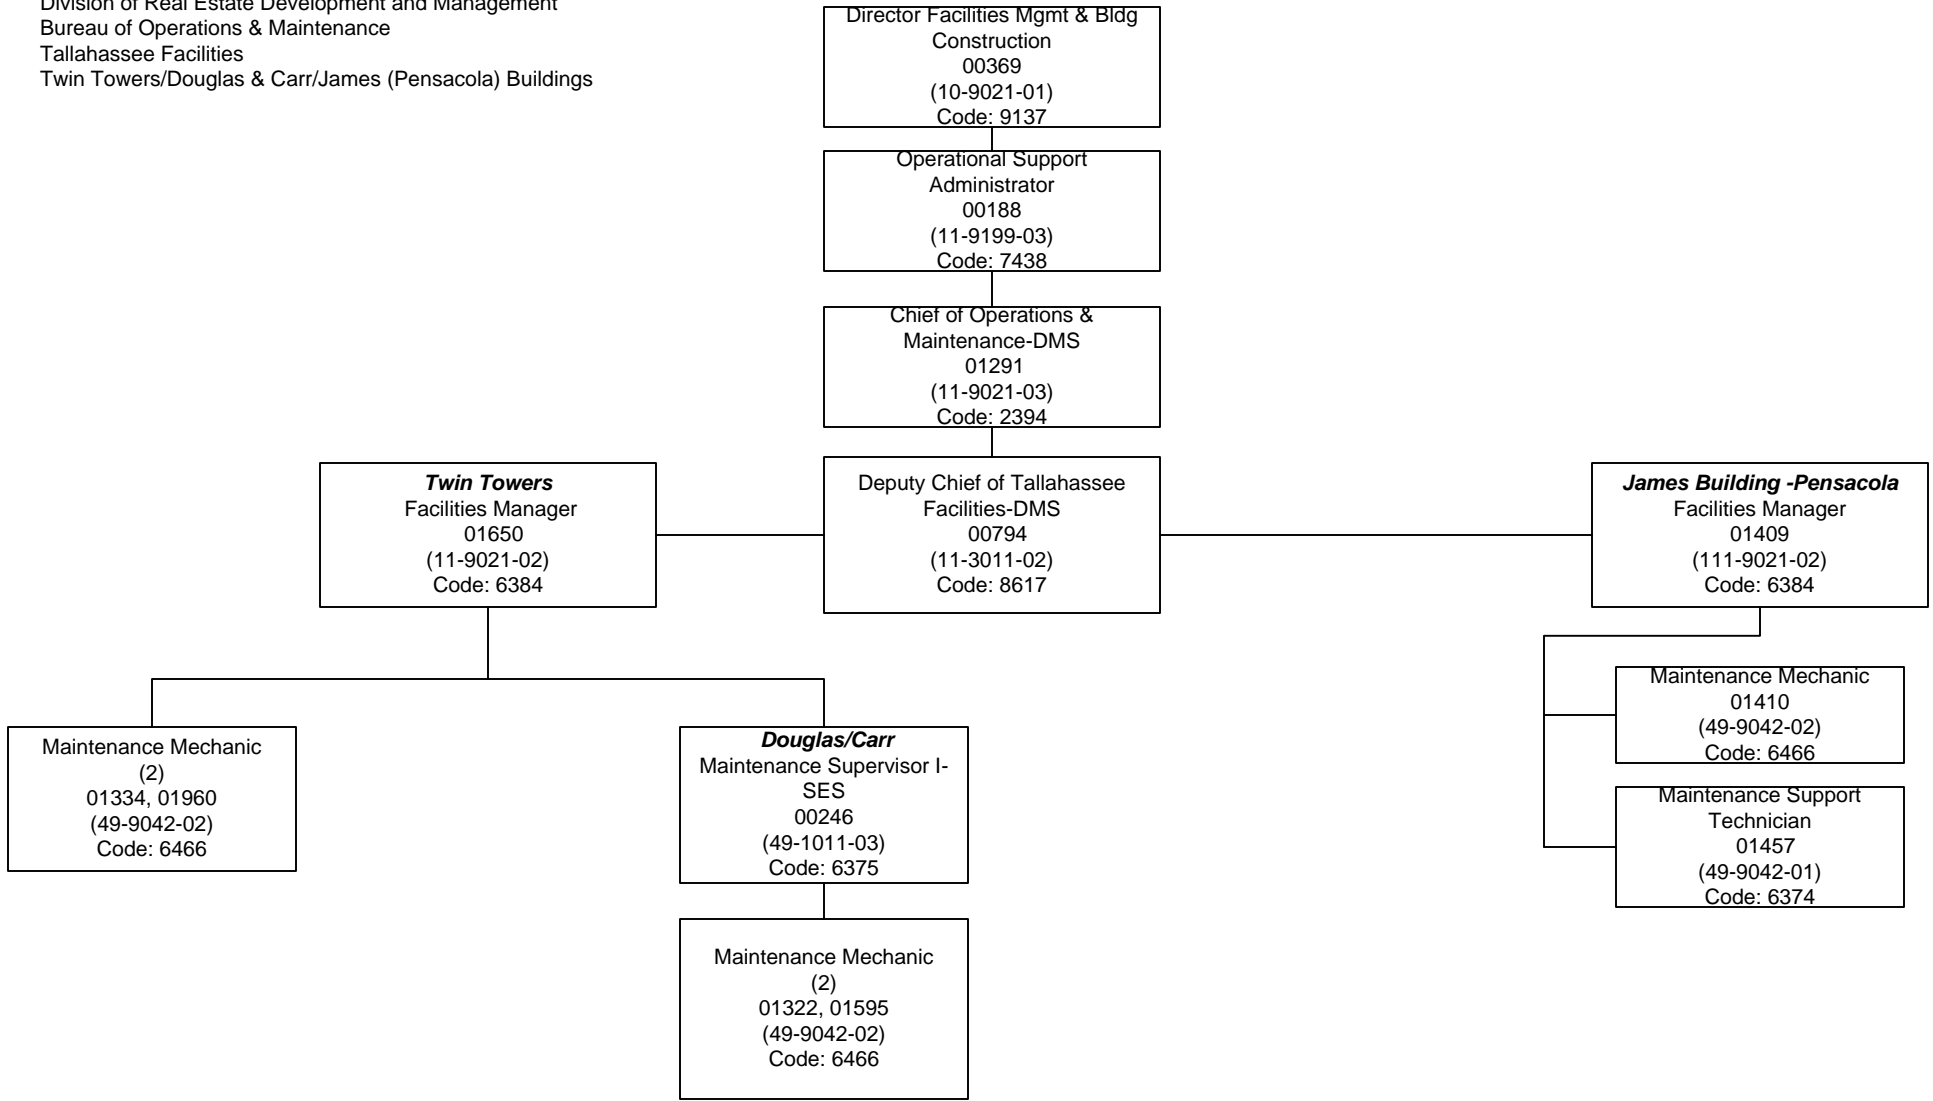 Division of Real Estate Development and Management
Bureau of Operations & Maintenance
Tallahassee Facilities
Twin Towers/Douglas & Carr/James (Pensacola) Buildings
Director Facilities Mgmt & Bldg
Construction
00369
(10-9021-01)
Code: 9137
Operational Support
Administrator
00188
(11-9199-03)
Code: 7438
Chief of Operations &
Maintenance-DMS
01291
(11-9021-03)
Code: 2394
Twin Towers
Facilities Manager
01650
(11-9021-02)
Code: 6384
Deputy Chief of Tallahassee
Facilities-DMS
00794
(11-3011-02)
Code: 8617
James Building -Pensacola
Facilities Manager
01409
(111-9021-02)
Code: 6384
Maintenance Mechanic
(2)
01334, 01960
(49-9042-02)
Code: 6466
Douglas/Carr
Maintenance Supervisor I-
SES
00246
(49-1011-03)
Code: 6375
Maintenance Mechanic
(2)
01322, 01595
(49-9042-02)
Code: 6466
Maintenance Mechanic
01410
(49-9042-02)
Code: 6466
Maintenance Support
Technician
01457
(49-9042-01)
Code: 6374